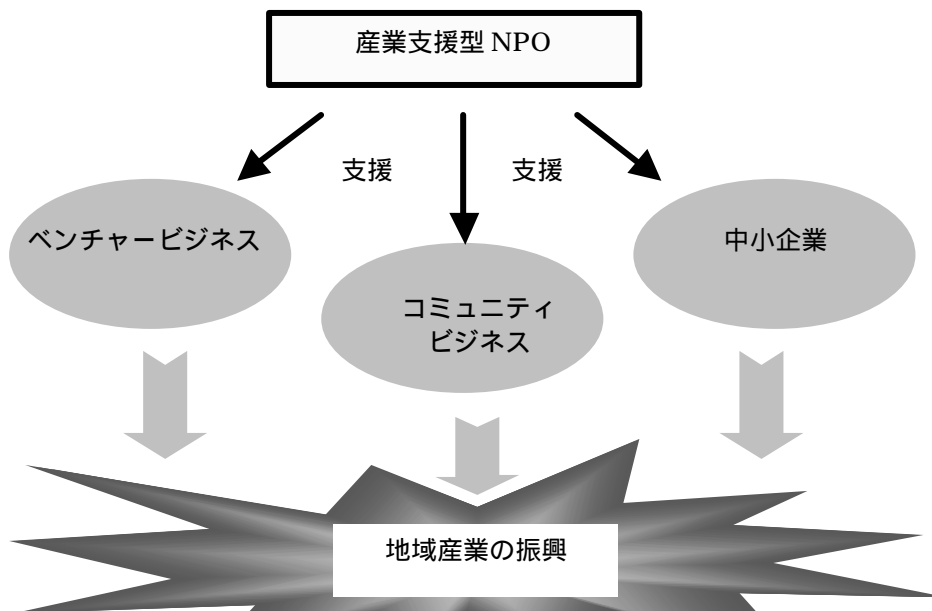 産業支援型 NPO
支援
支援
ベンチャービジネス
中小企業
コミュニティ
ビジネス
地域産業の振興